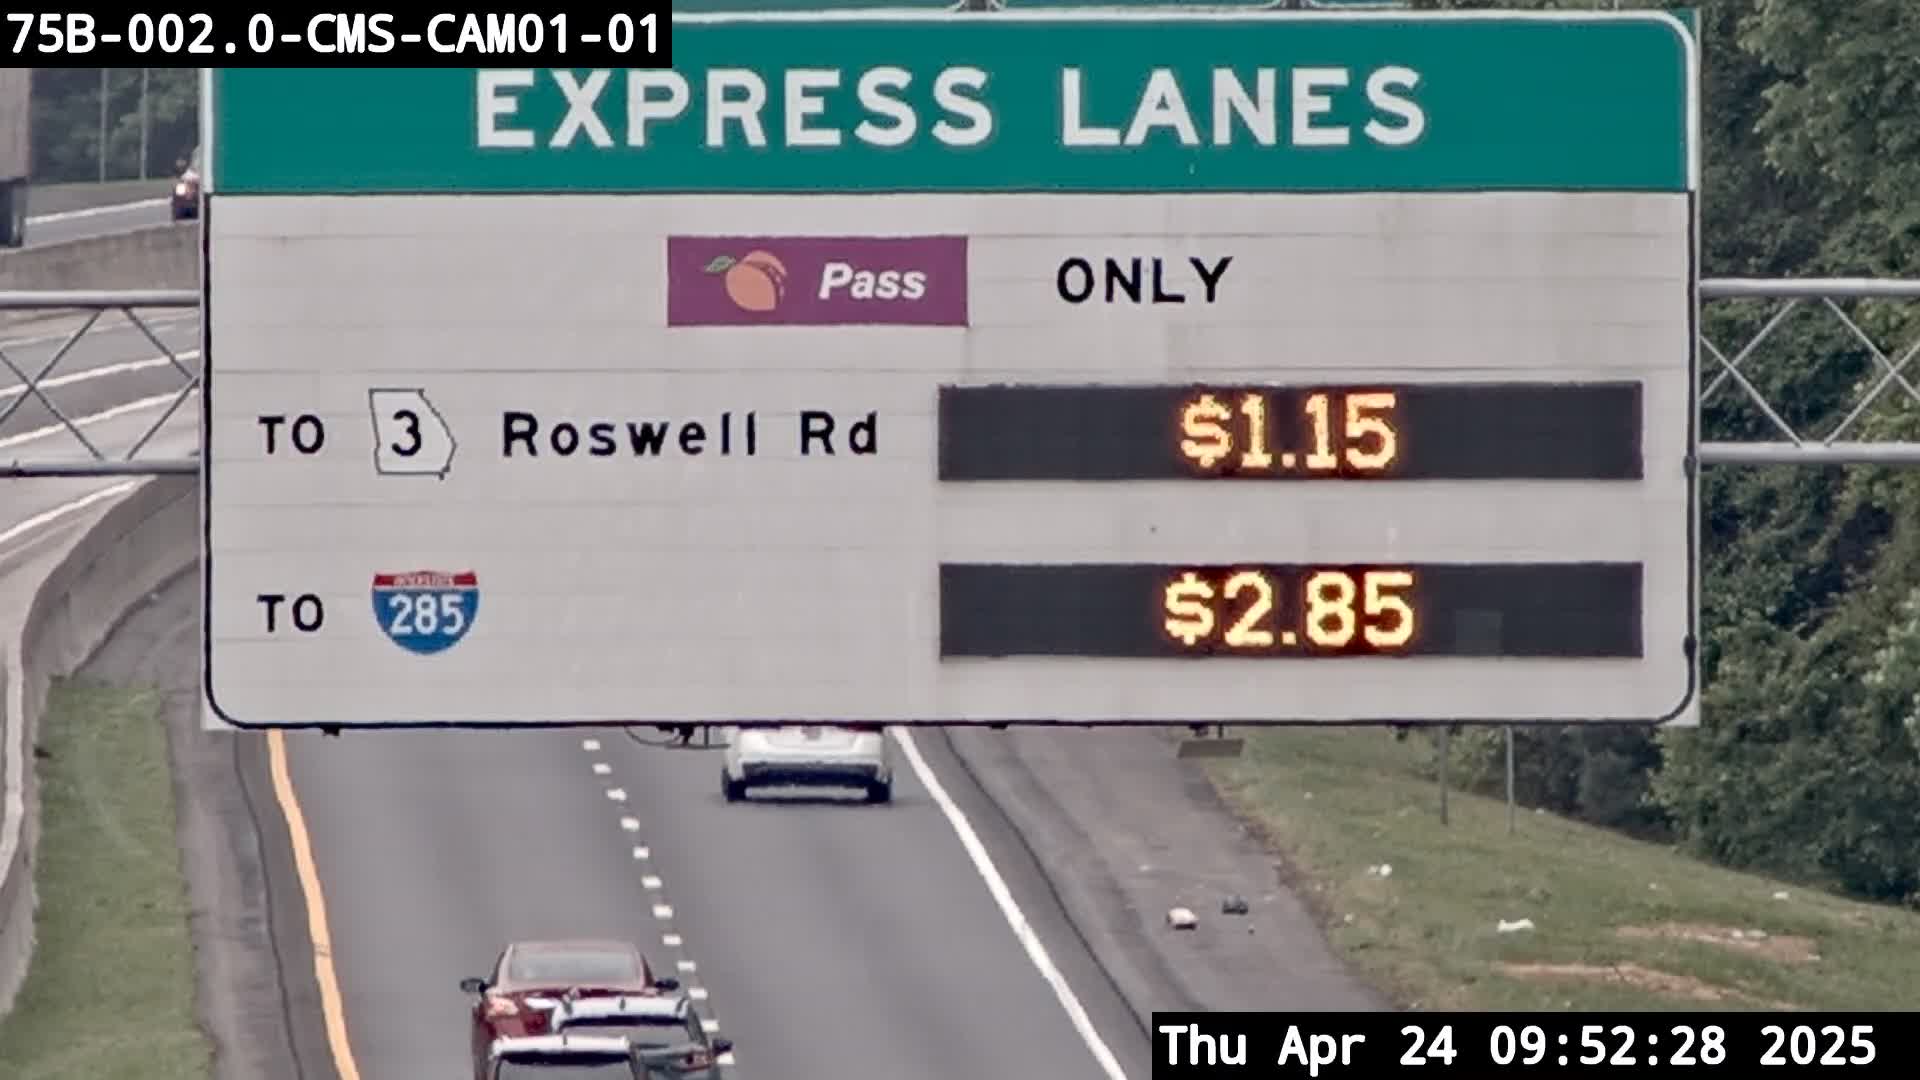 75B-002.0-CMS-CAM01-01
EXPRESS LANES
Pass ONLY
TO 3 Roswell Rd $1.15
INTERSTATE
TO 285 $2.85
Thu Apr 24 09:52:28 2025